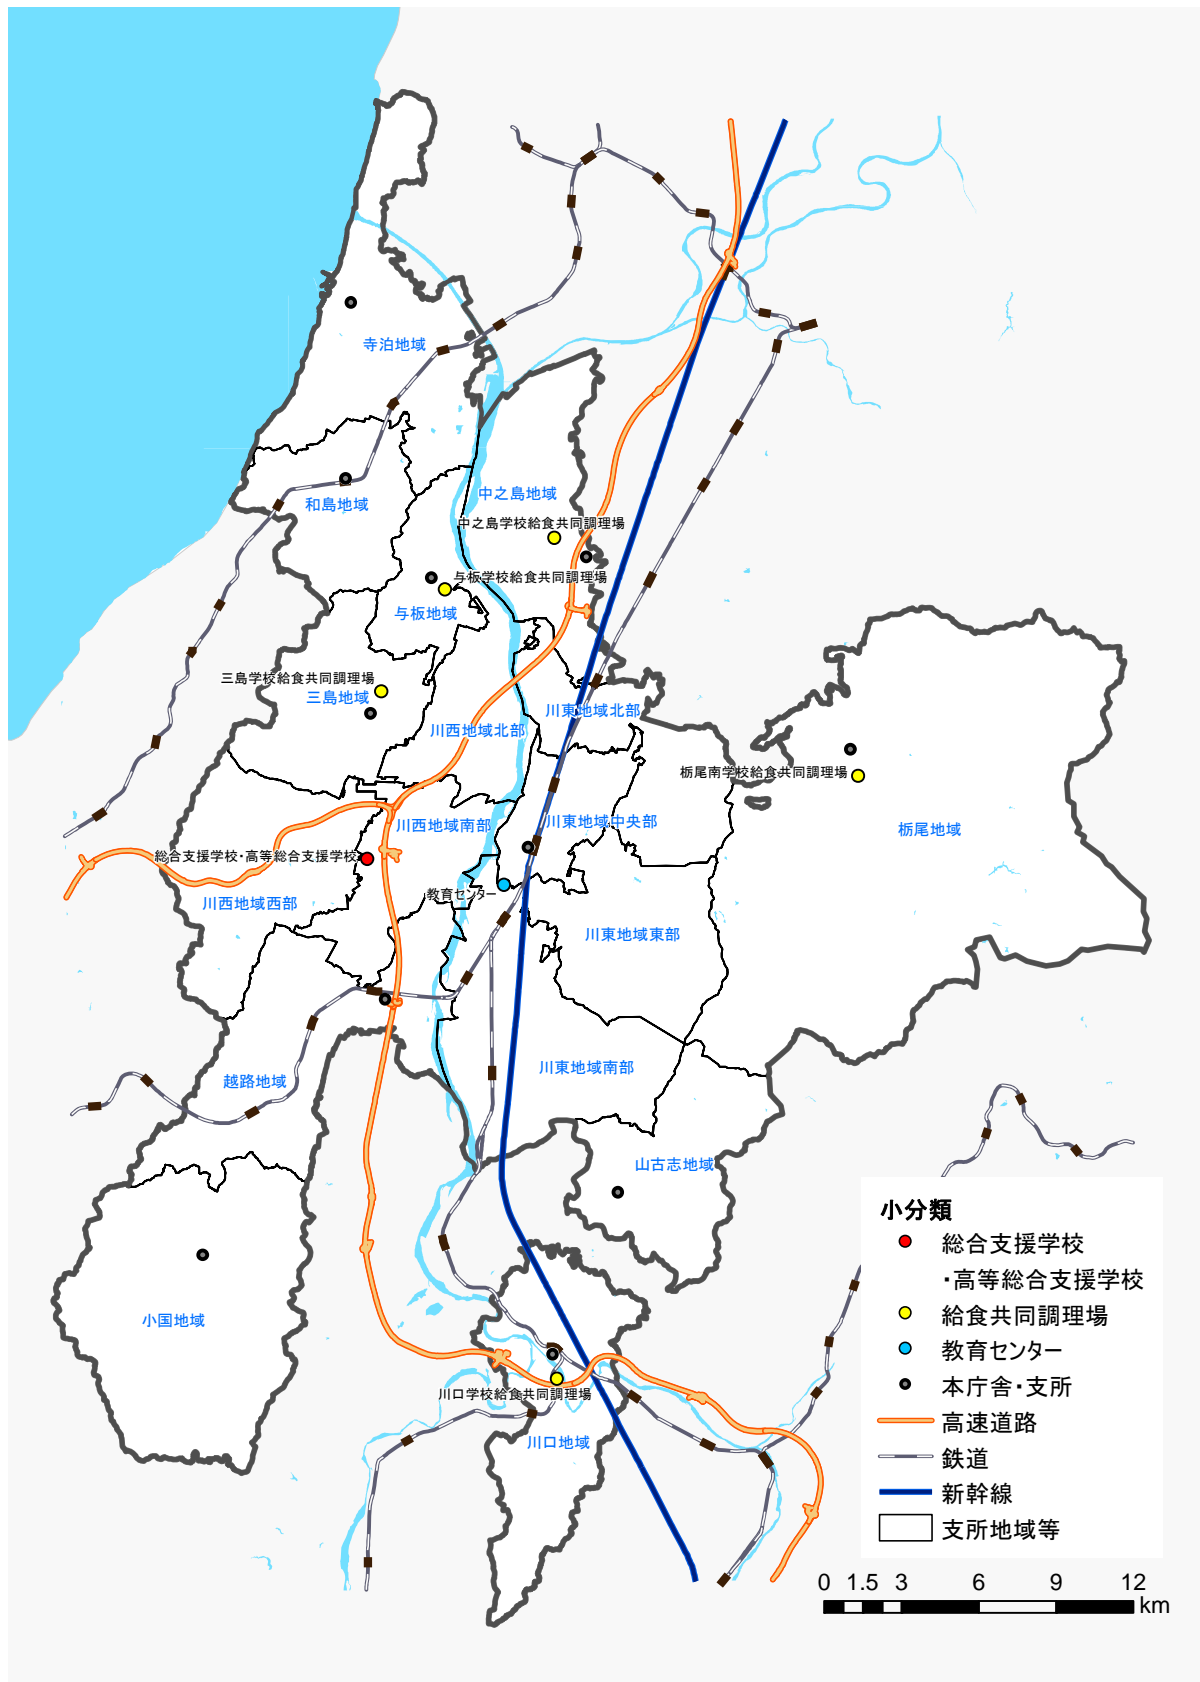 寺泊地域
和島地域
中之島地域
中之島学校給食共同調理場
与板学校給食共同調理場
与板地域
三島学校給食共同調理場
三島地域
川東地域北部
川西地域北部
栃尾南学校給食共同調理場
川西地域南部
川東地域中央部
栃尾地域
総合支援学校・高等総合支援学校
教育センター
川西地域西部
川東地域東部
越路地域
川東地域南部
山古志地域
小国地域
川口学校給食共同調理場
川口地域
小分類
総合支援学校
・高等総合支援学校
給食共同調理場
教育センター
本庁舎・支所
高速道路
鉄道
新幹線
支所地域等
0 1.5 3 6 9 12
km